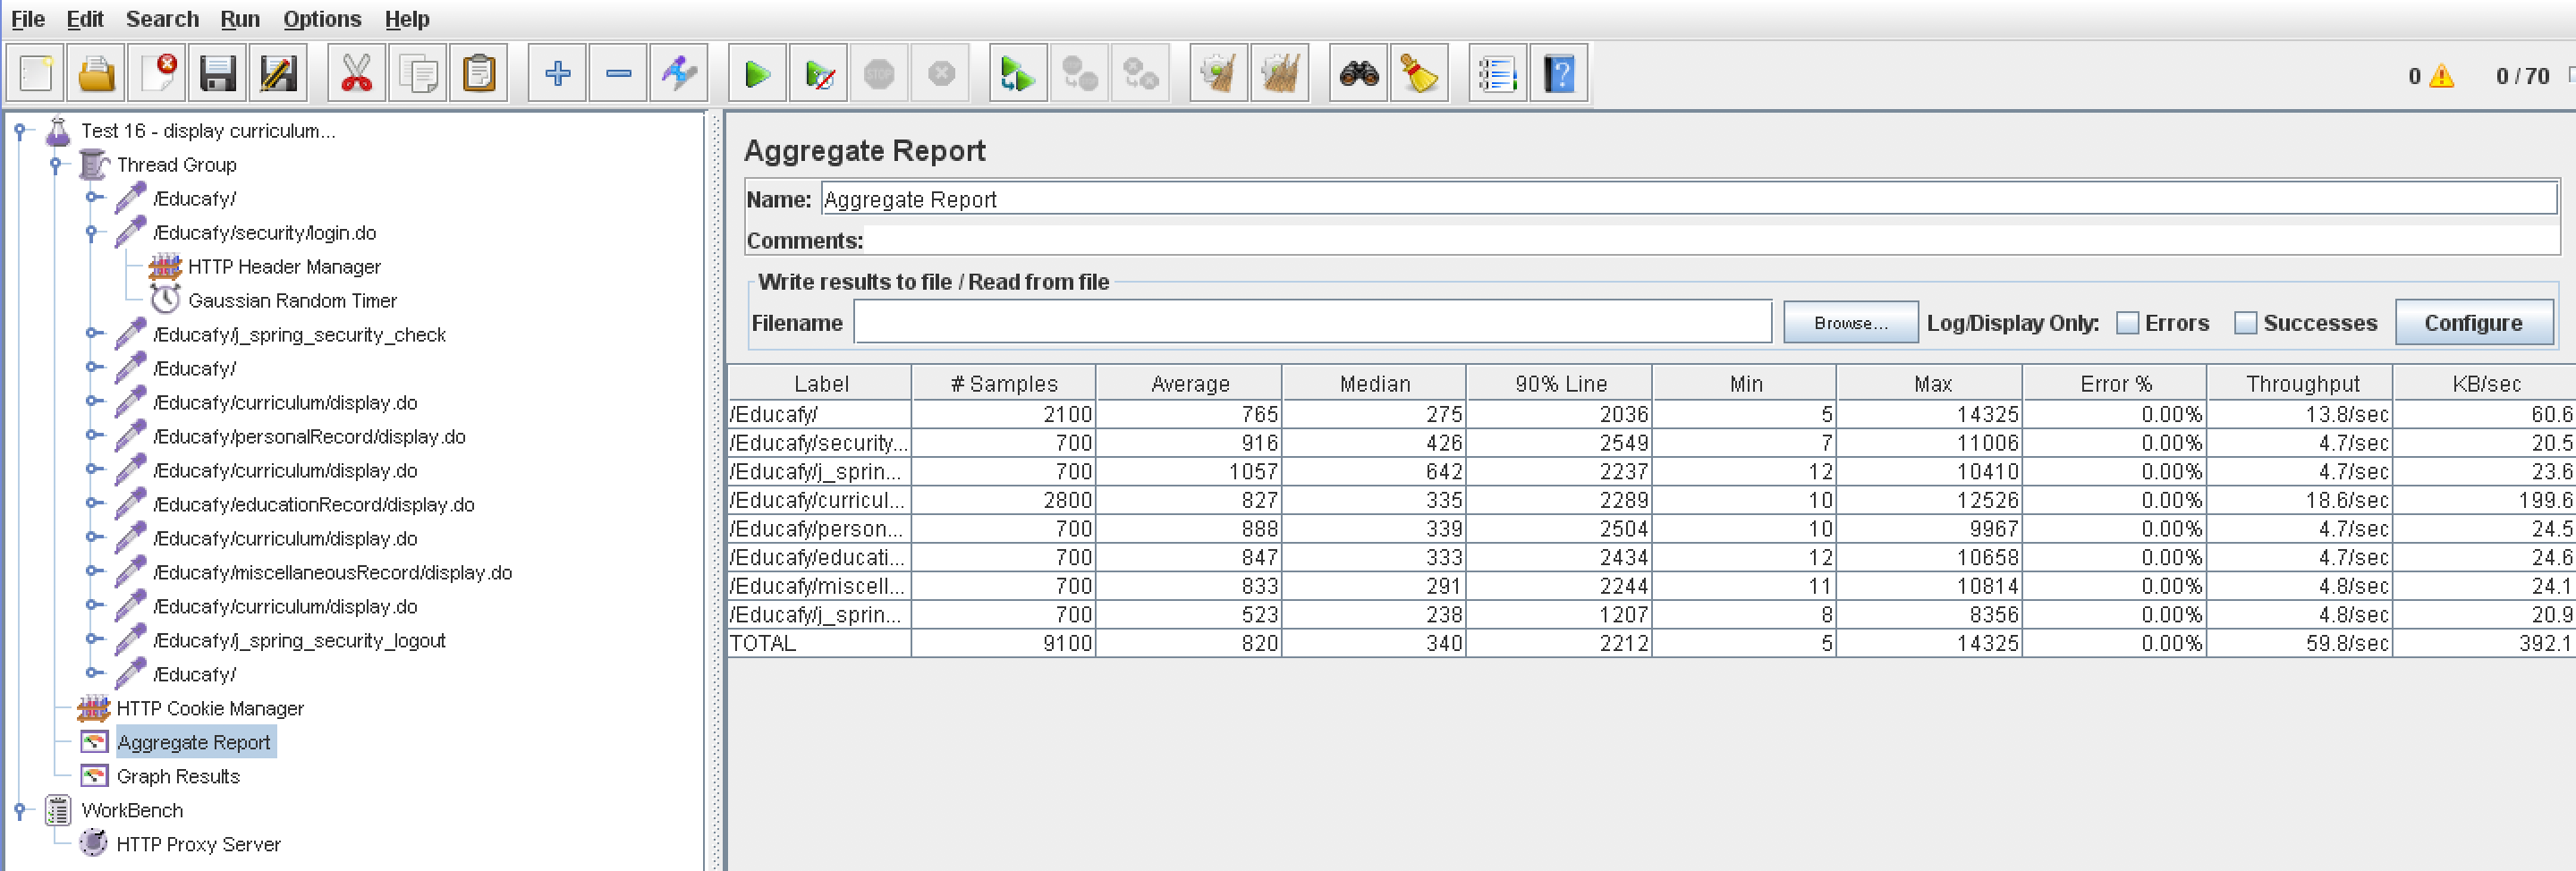 File Edit Search Run Options Help
STOP
0 0 / 70
Test 16 - display curriculum...
Thread Group
/Educafy/
/Educafy/security/login.do
HTTP Header Manager
Gaussian Random Timer
/Educafy/j_spring_security_check
/Educafy/
/Educafy/curriculum/display.do
/Educafy/personalRecord/display.do
/Educafy/curriculum/display.do
/Educafy/educationRecord/display.do
/Educafy/curriculum/display.do
/Educafy/miscellaneousRecord/display.do
/Educafy/curriculum/display.do
/Educafy/j_spring_security_logout
/Educafy/
HTTP Cookie Manager
Aggregate Report
Graph Results
WorkBench
HTTP Proxy Server
Aggregate Report
Name: Aggregate Report
Comments:
Write results to file / Read from file
Filename Browse... Log/Display Only: Errors Successes Configure
Label # Samples Average Median 90% Line Min Max Error % Throughput KB/sec
/Educafy/ 2100 765 275 2036 5 14325 0.00% 13.8/sec 60.6
/Educafy/security... 700 916 426 2549 7 11006 0.00% 4.7/sec 20.5
/Educafy/j_sprin... 700 1057 642 2237 12 10410 0.00% 4.7/sec 23.6
/Educafy/curricul... 2800 827 335 2289 10 12526 0.00% 18.6/sec 199.6
/Educafy/person... 700 888 339 2504 10 9967 0.00% 4.7/sec 24.5
/Educafy/educati... 700 847 333 2434 12 10658 0.00% 4.7/sec 24.6
/Educafy/miscell... 700 833 291 2244 11 10814 0.00% 4.8/sec 24.1
/Educafy/j_sprin... 700 523 238 1207 8 8356 0.00% 4.8/sec 20.9
TOTAL 9100 820 340 2212 5 14325 0.00% 59.8/sec 392.1